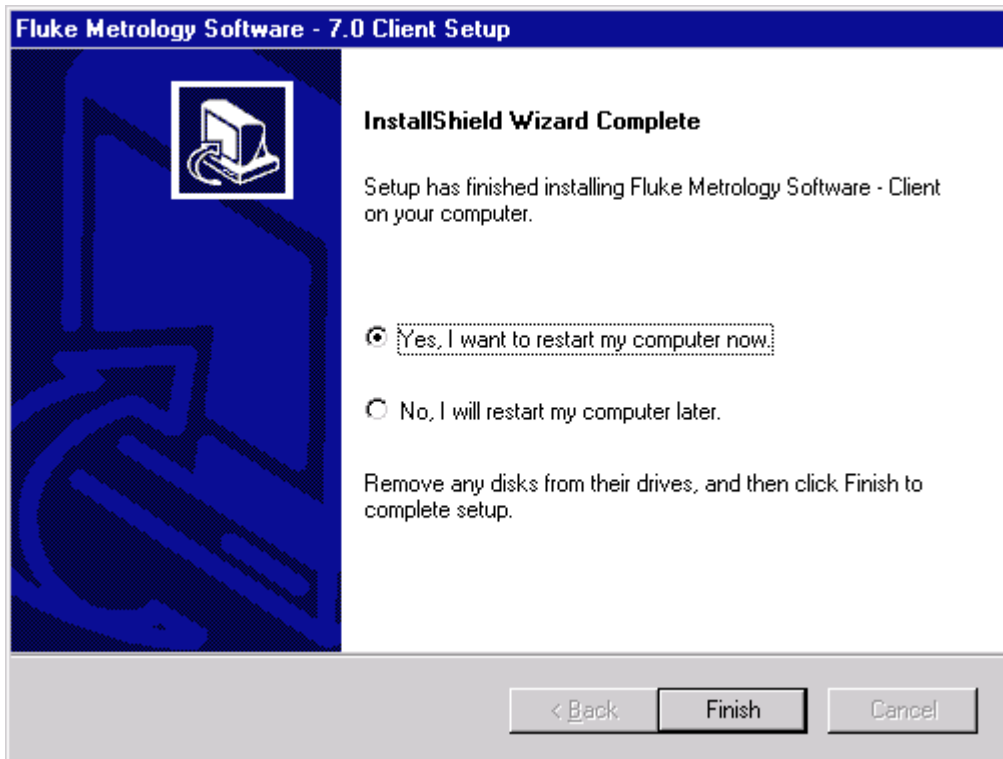 Fluke Metrology Software - 7.0 Client Setup
InstallShield Wizard Complete
Setup has finished installing Fluke Metrology Software - Client
on your computer.
Yes, I want to restart my computer now.
No, I will restart my computer later.
Remove any disks from their drives, and then click Finish to
complete setup.
< Back
Finish
Cancel